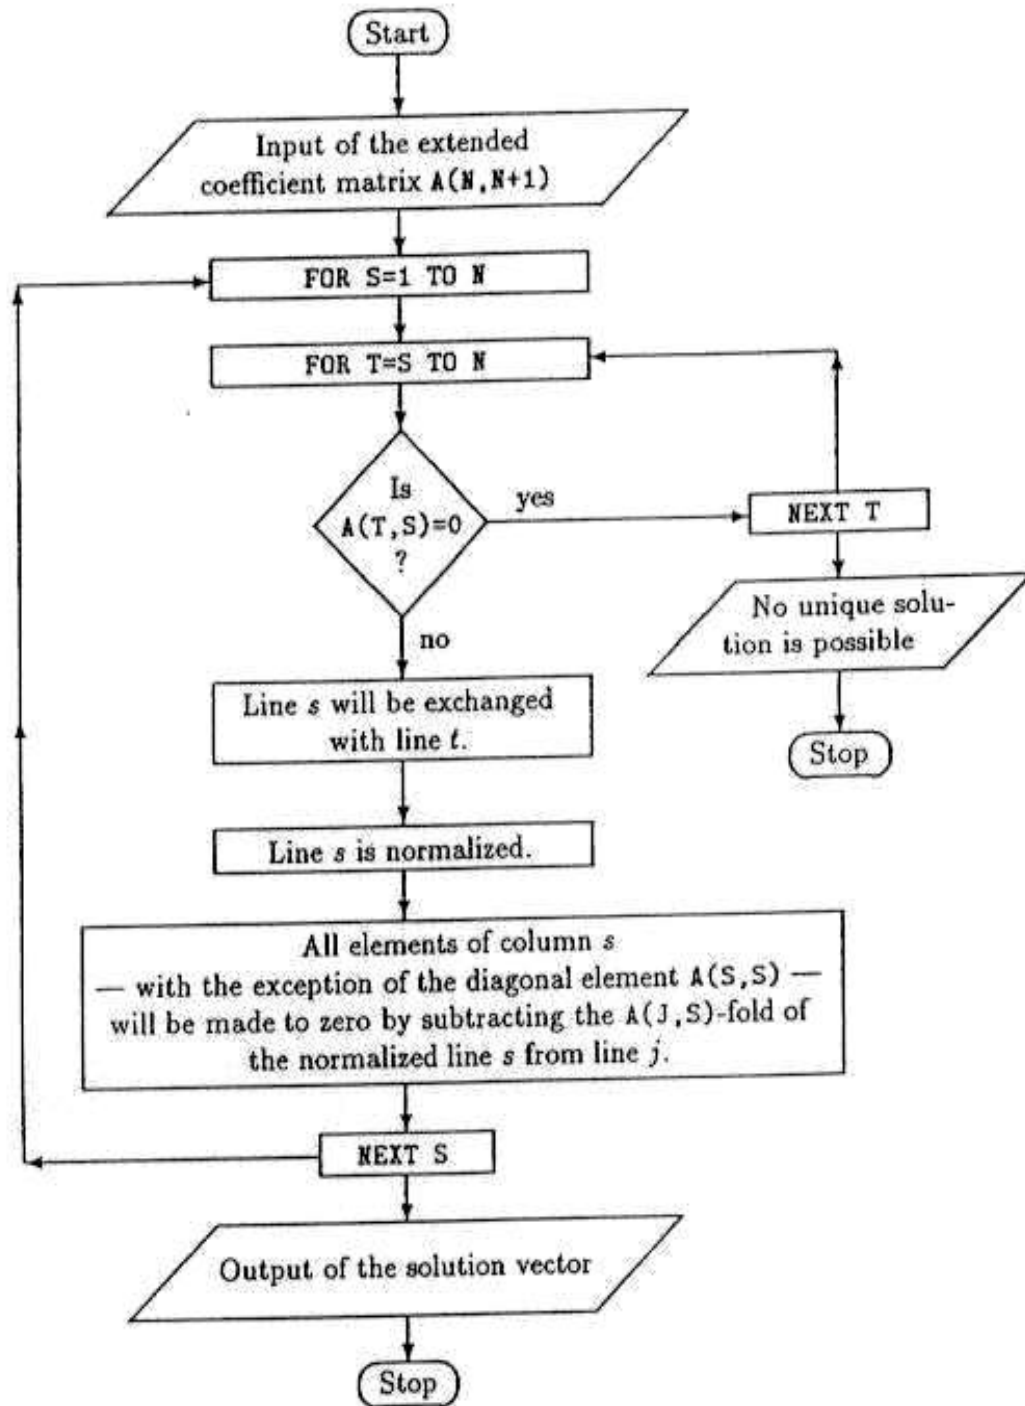 Start
Input of the extended
coefficient matrix A(N,N+1)
FOR S=1 TO N
FOR T=S TO N
Is
A(T,S)=0
?
yes
NEXT T
No unique solu-
tion is possible
Stop
no
Line s will be exchanged
with line t.
Line s is normalized.
All elements of column s
— with the exception of the diagonal element A(S,S) —
will be made to zero by subtracting the A(J,S)-fold of
the normalized line s from line j.
NEXT S
Output of the solution vector
Stop